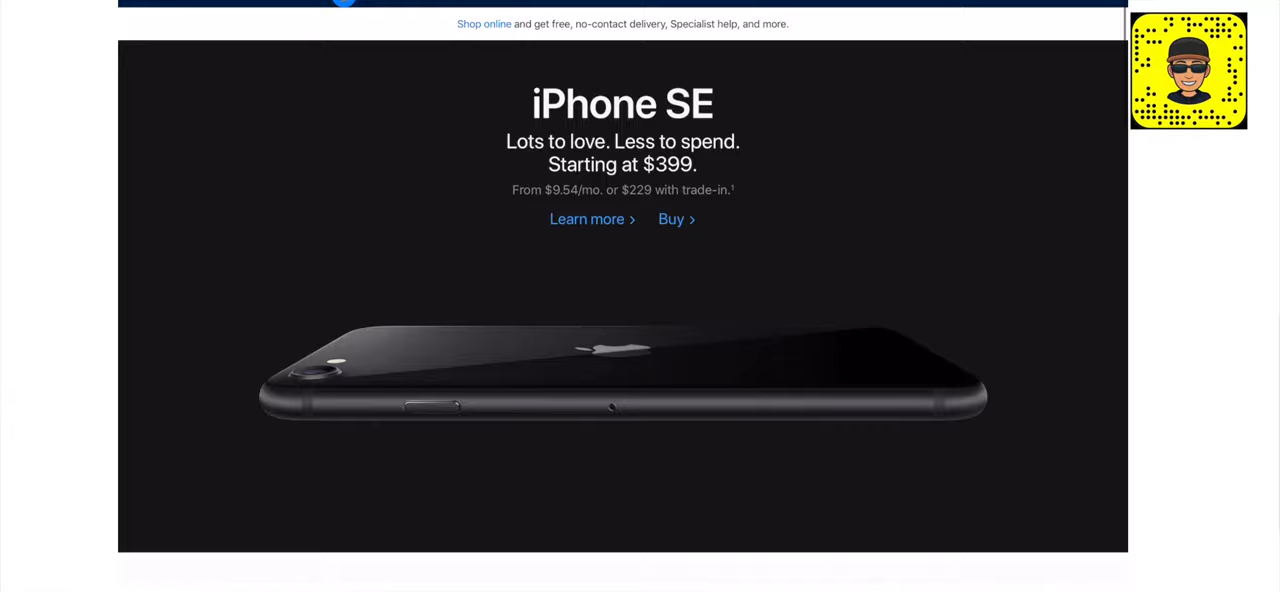 Shop online and get free, no-contact delivery, Specialist help, and more.
iPhone SE
Lots to love. Less to spend.
Starting at $399.
From $9.54/mo. or $229 with trade-in.¹
Learn more >
Buy >